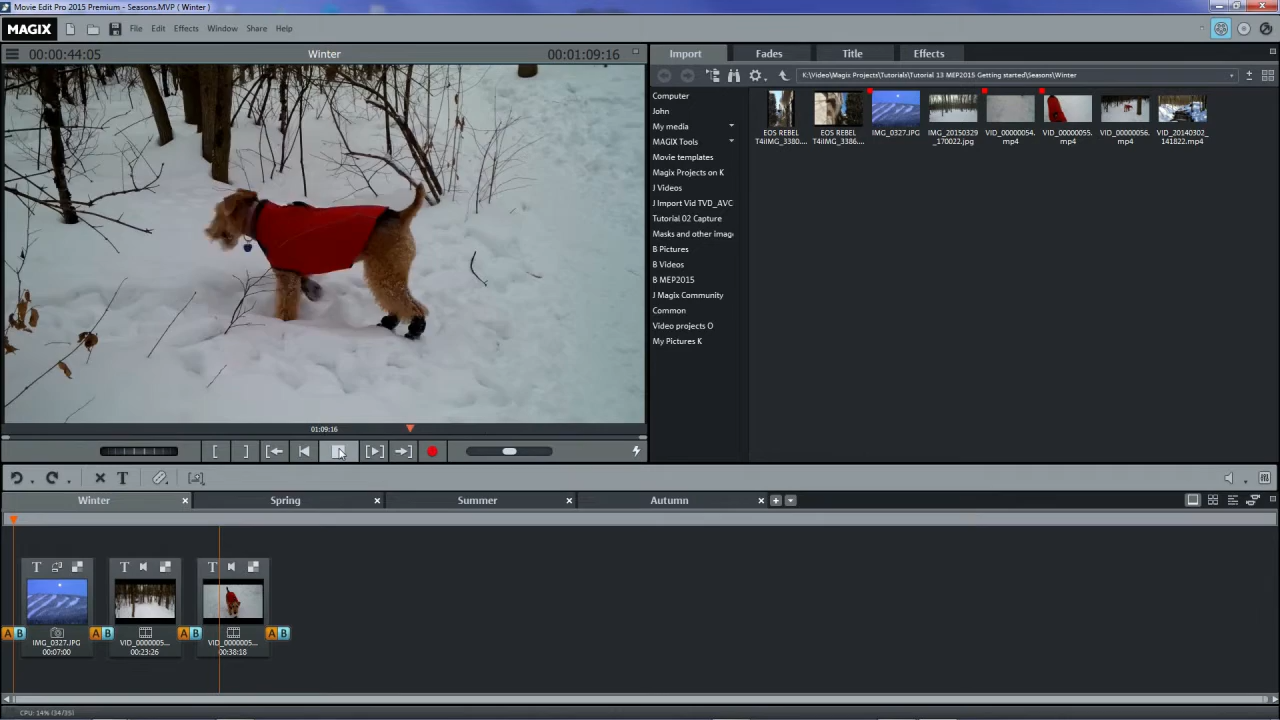 Movie Edit Pro 2015 Premium - Seasons.MVP ( Winter )
MAGIX File Edit Effects Window Share Help
00:00:44:05 Winter 00:01:09:16
Import Fades Title Effects
K:\Video\Magix Projects\Tutorials\Tutorial 13 MEP2015 Getting started\Seasons\Winter
Computer
John
My media
MAGIX Tools
Movie templates
Magix Projects on K
J Videos
J Import Vid TVD_AVC
Tutorial 02 Capture
Masks and other imag
B Pictures
B Videos
B MEP2015
J Magix Community
Common
Video projects O
My Pictures K
EOS REBEL
T4iIMG_3380....
EOS REBEL
T4iIMG_3386....
IMG_0327.JPG
IMG_20150329
_170022.jpg
VID_00000054.
mp4
VID_00000055.
mp4
VID_00000056.
mp4
VID_20140302_
141822.mp4
01:09:16
[ ]
T
Winter Spring Summer Autumn
T T T
A B A B A B A B
IMG_0327.JPG VID_0000005... VID_0000005...
00:07:00 00:23:26 00:38:18
CPU: 14% (34/35)